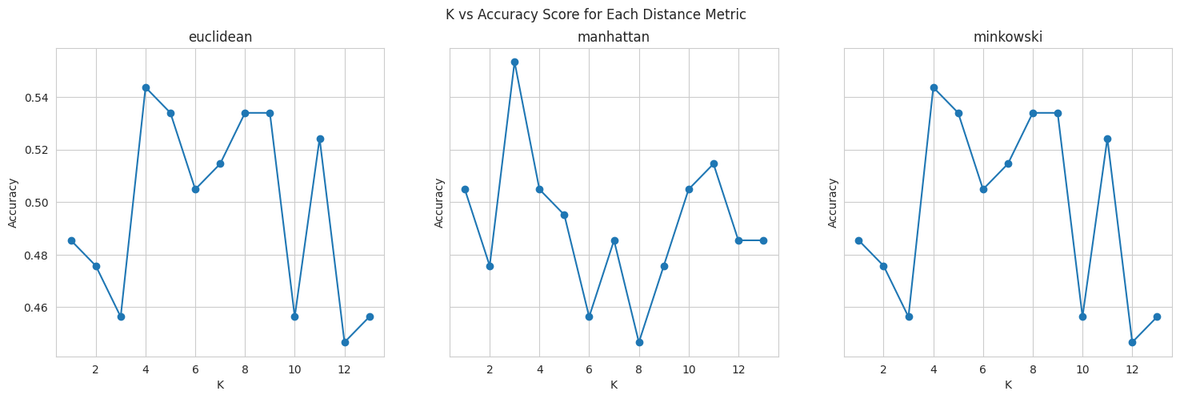 K vs Accuracy Score for Each Distance Metric
euclidean
manhattan
minkowski
Accuracy
0.54
0.52
0.50
0.48
0.46
2 4 6 8 10 12
K
Accuracy
2 4 6 8 10 12
K
Accuracy
2 4 6 8 10 12
K